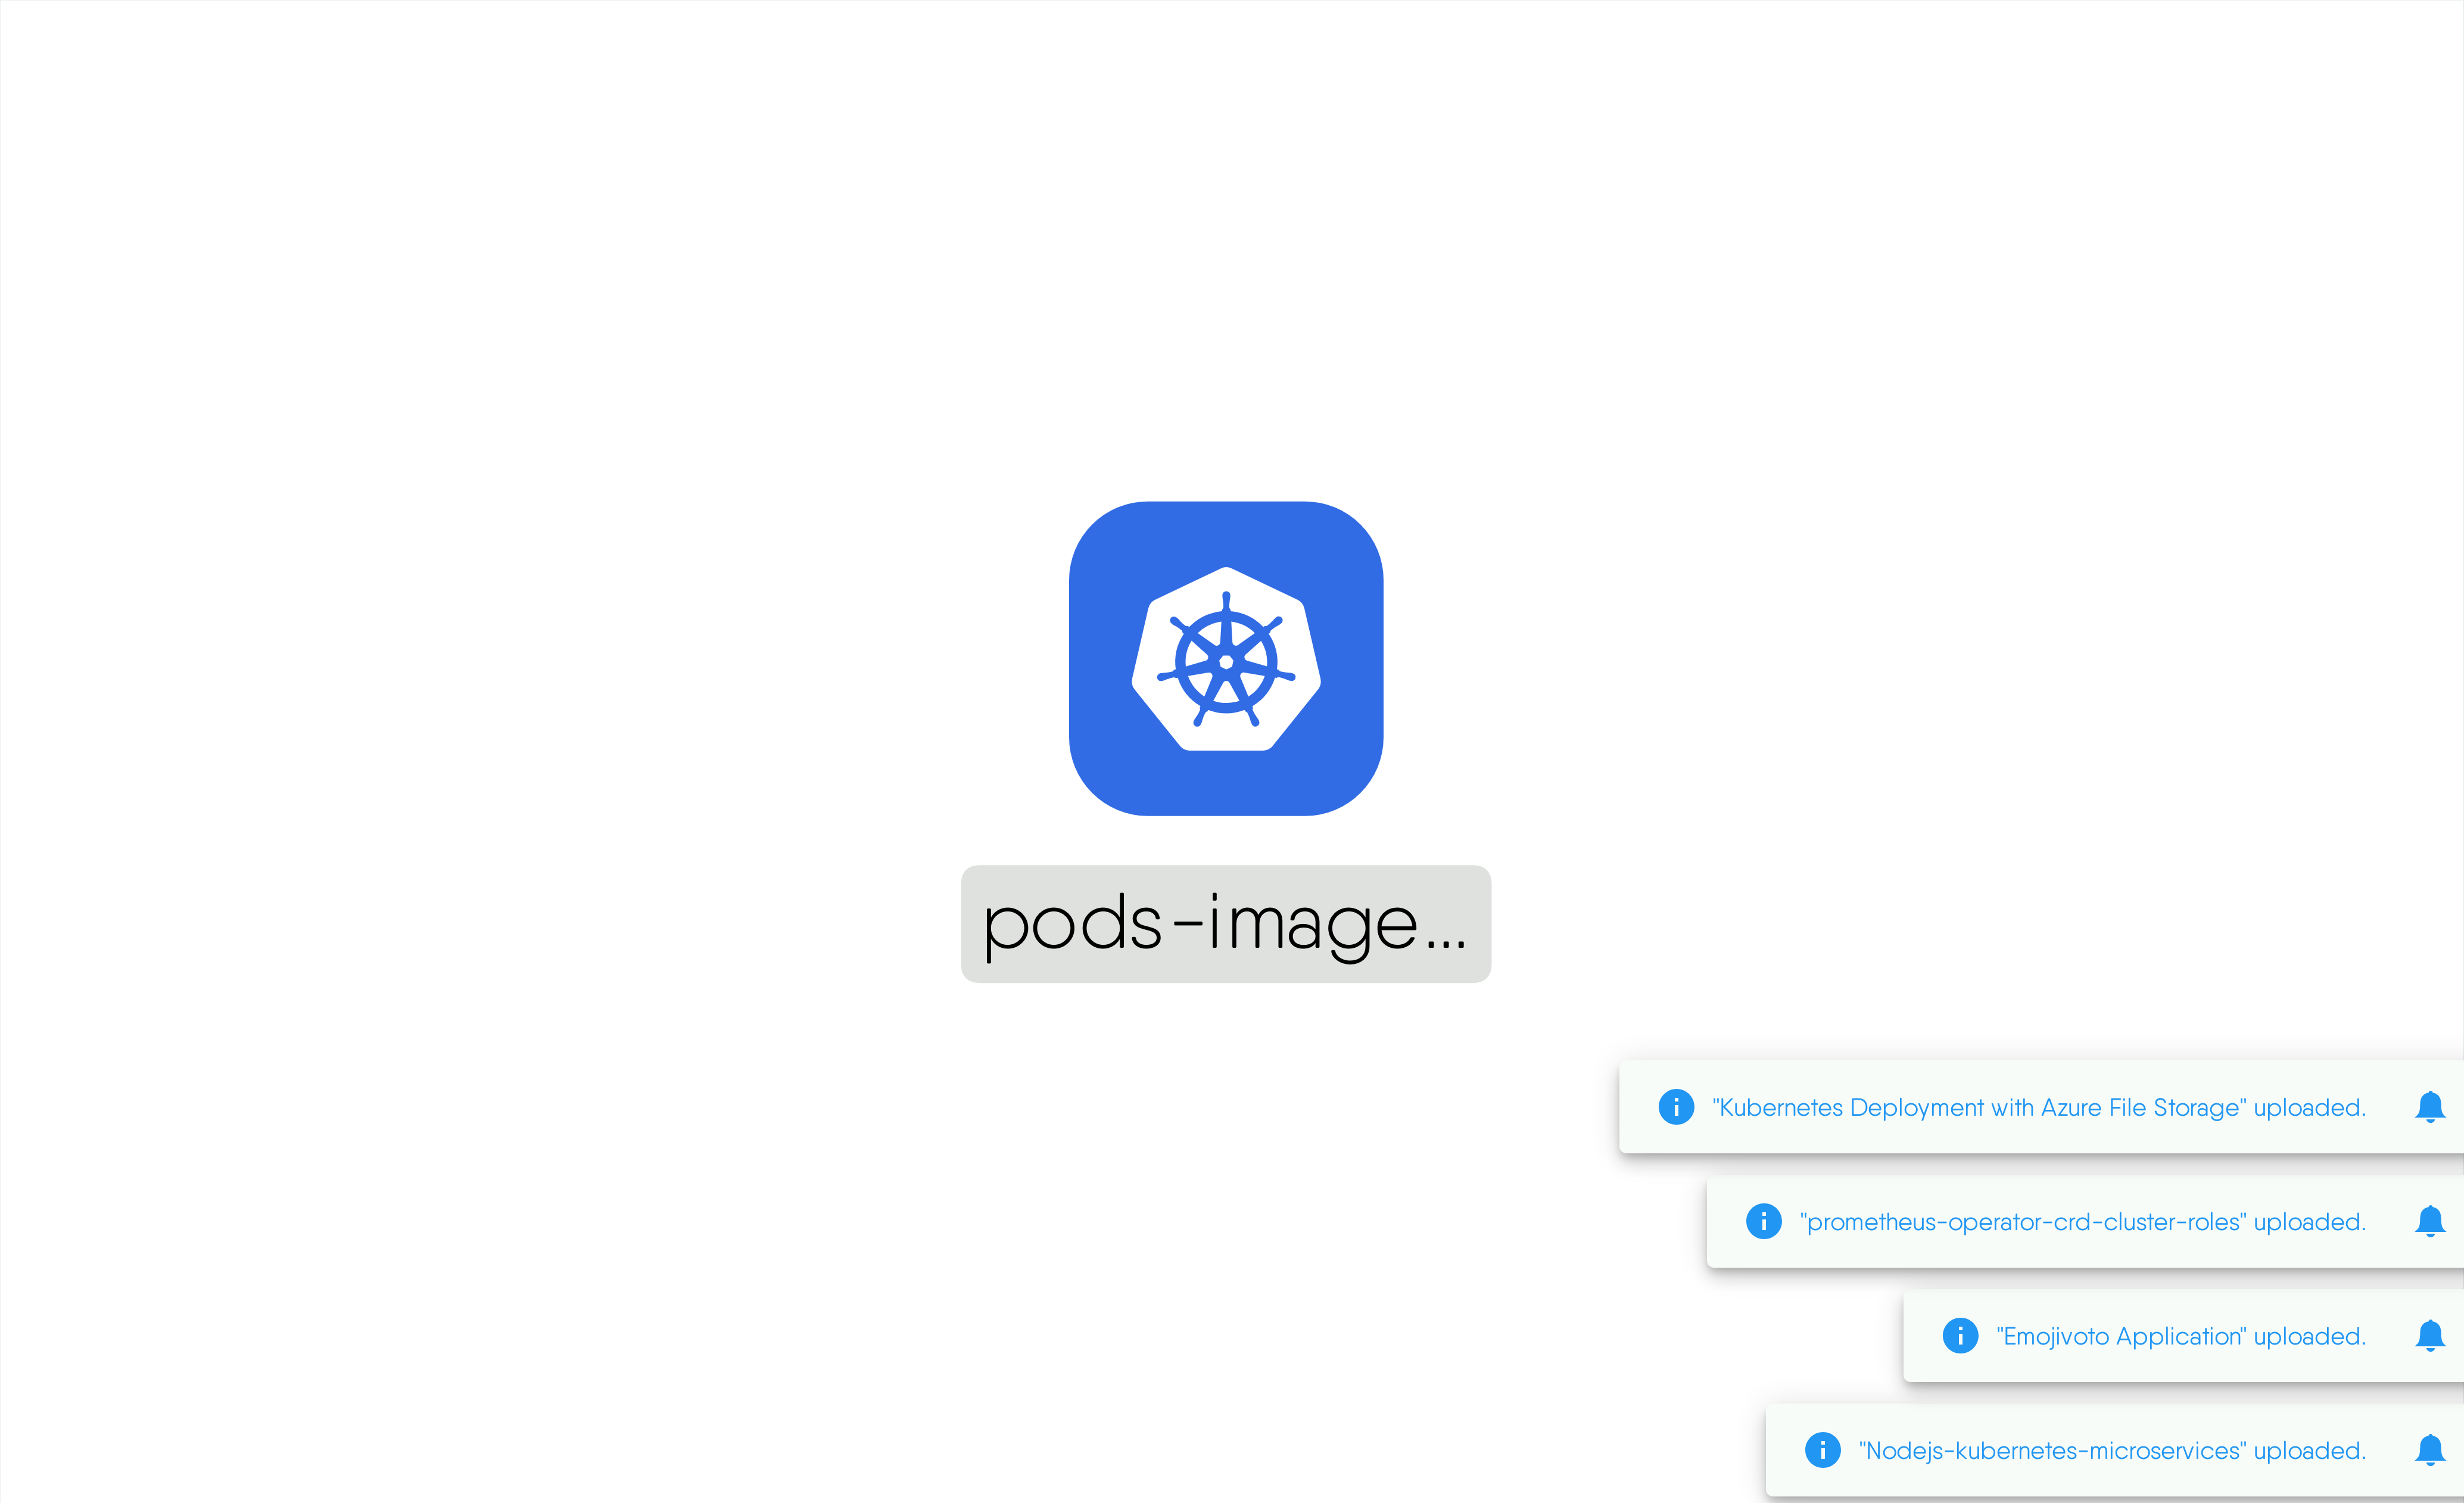 pods-image...
"Kubernetes Deployment with Azure File Storage" uploaded.
"prometheus-operator-crd-cluster-roles" uploaded.
"Emojivoto Application" uploaded.
"Nodejs-kubernetes-microservices" uploaded.